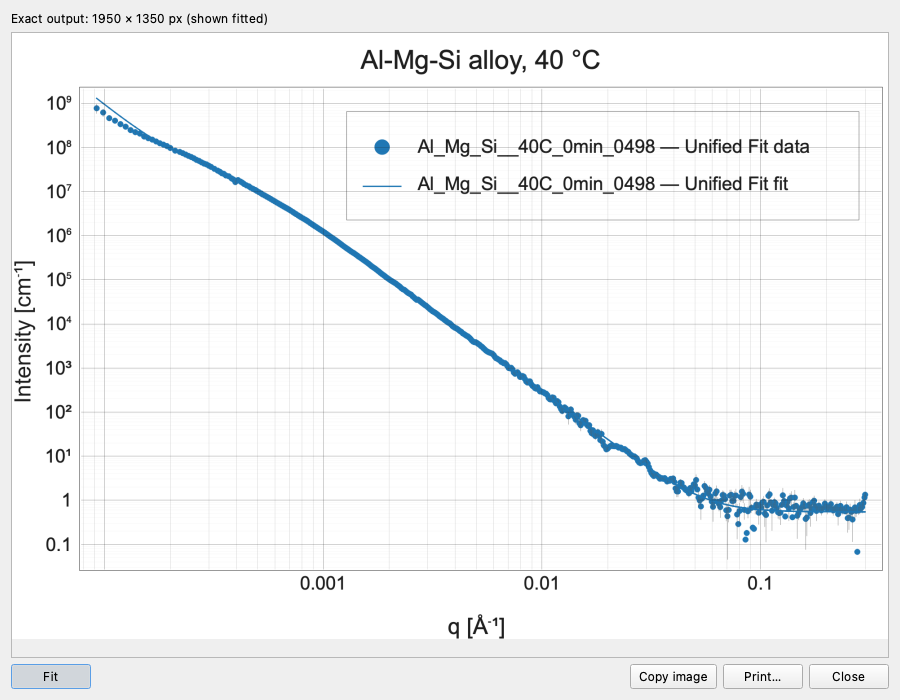 Exact output: 1950 × 1350 px (shown fitted)
Al-Mg-Si alloy, 40 °C
Al_Mg_Si__40C_0min_0498 — Unified Fit data
Al_Mg_Si__40C_0min_0498 — Unified Fit fit
Intensity [cm⁻¹]
10⁹
10⁸
10⁷
10⁶
10⁵
10⁴
10³
10²
10¹
1
0.1
0.001 0.01 0.1
q [Å⁻¹]
Fit Copy image Print... Close